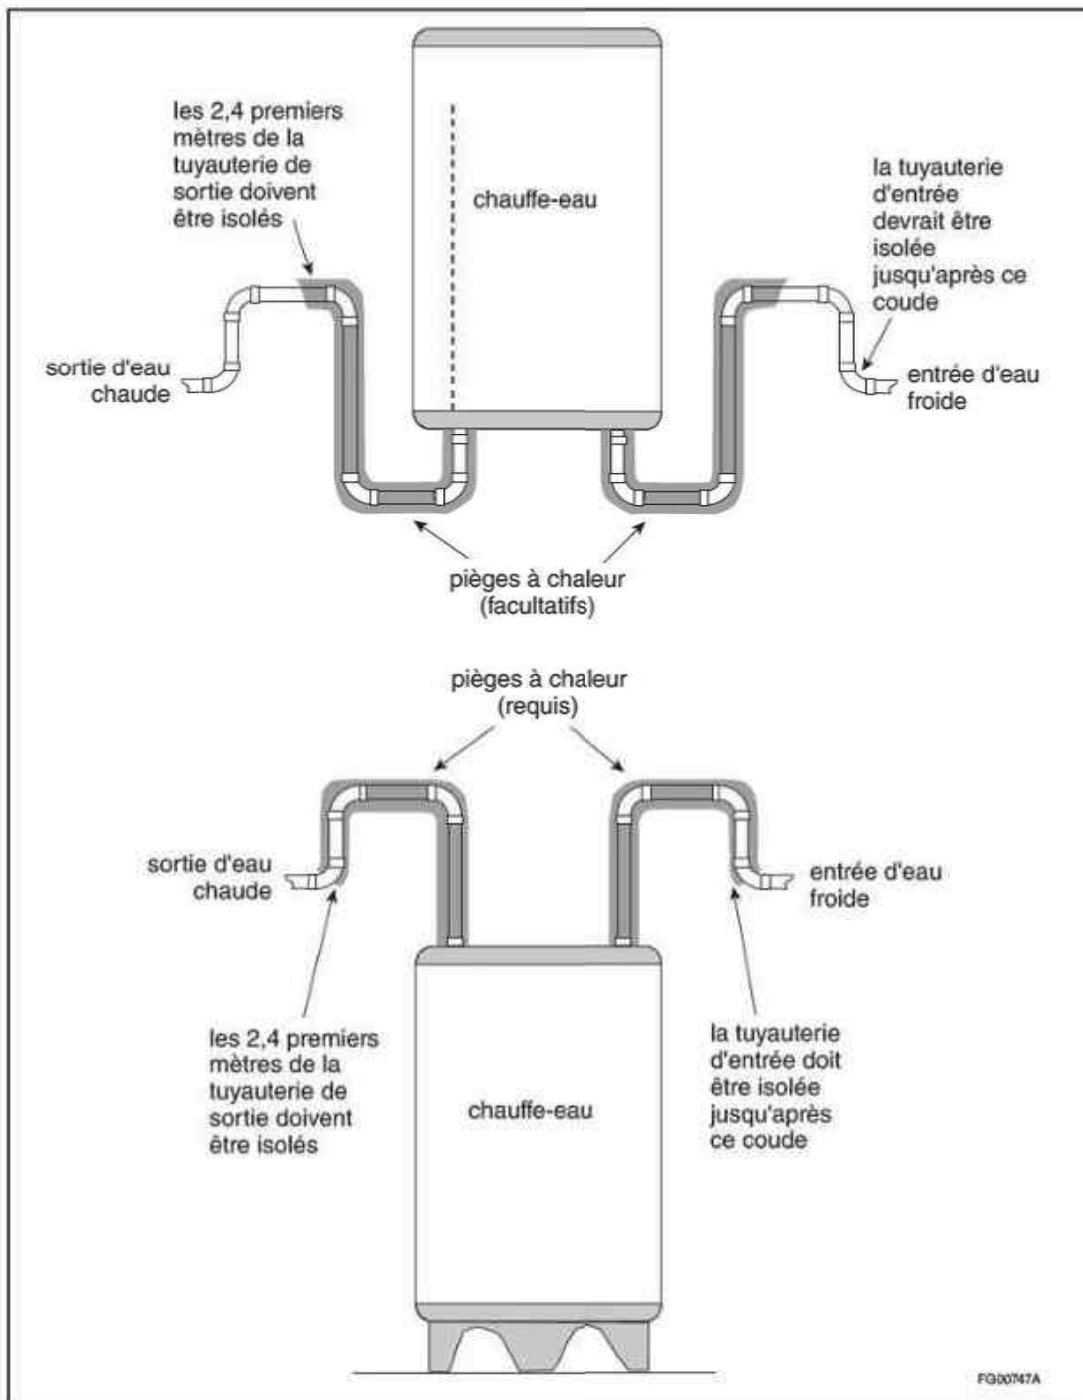 les 2,4 premiers
mètres de la
tuyauterie de
sortie doivent
être isolés
chauffe-eau
la tuyauterie
d'entrée
devrait être
isolée
jusqu'après ce
coude
sortie d'eau
chaude
entrée d'eau
froide
pièges à chaleur
(facultatifs)
pièges à chaleur
(requis)
sortie d'eau
chaude
entrée d'eau
froide
les 2,4 premiers
mètres de la
tuyauterie de
sortie doivent
être isolés
chauffe-eau
la tuyauterie
d'entrée doit
être isolée
jusqu'après
ce coude
FG00747A